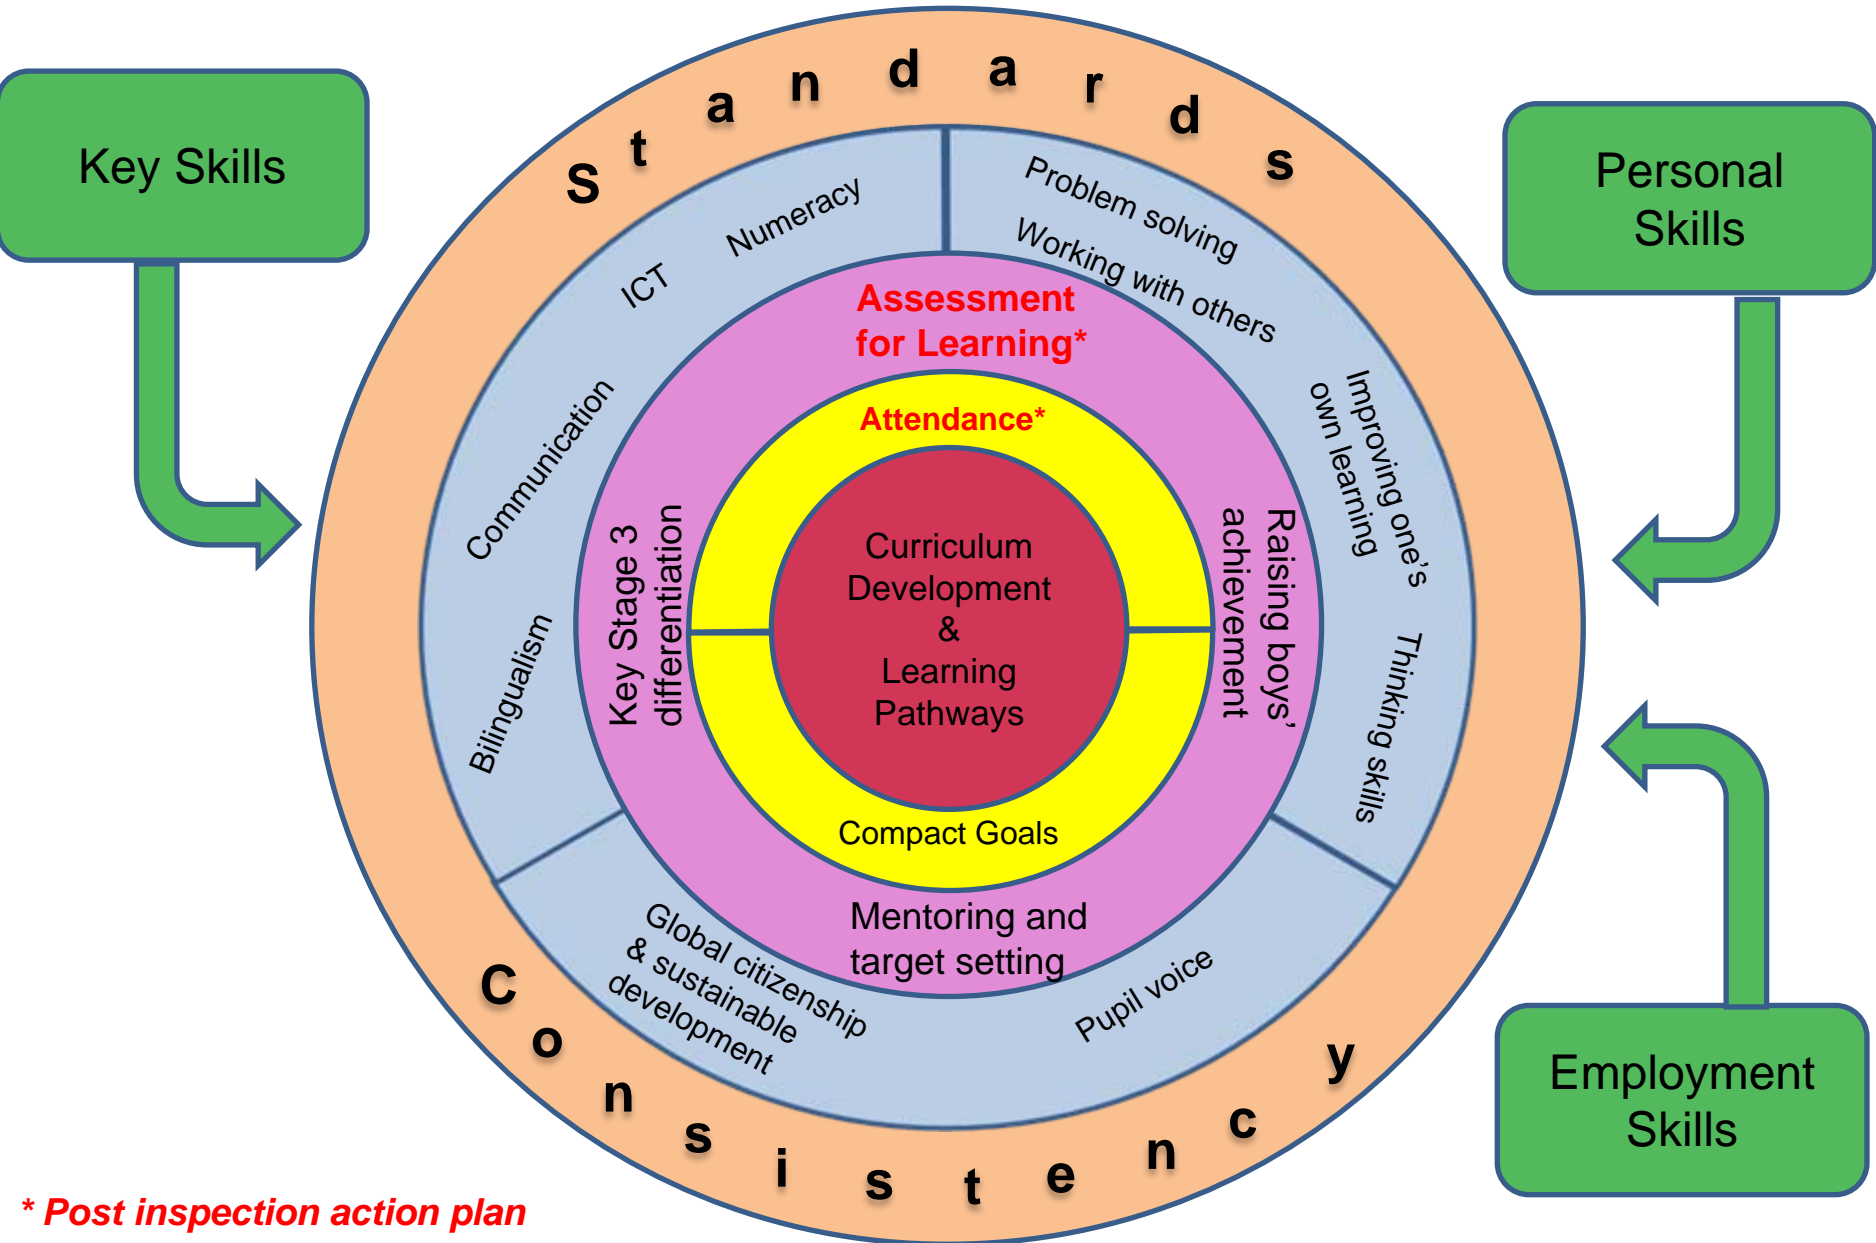 Standards
Key Skills
Personal
Skills
Numeracy
ICT
Communication
Bilingualism
Problem solving
Working with others
Improving one's
own learning
Thinking skills
Assessment
for Learning*
Attendance*
Key Stage 3
differentiation
Raising boys'
achievement
Curriculum
Development
&
Learning
Pathways
Compact Goals
Mentoring and
target setting
Global citizenship
& sustainable
development
Pupil voice
Consistency
Employment
Skills
* Post inspection action plan